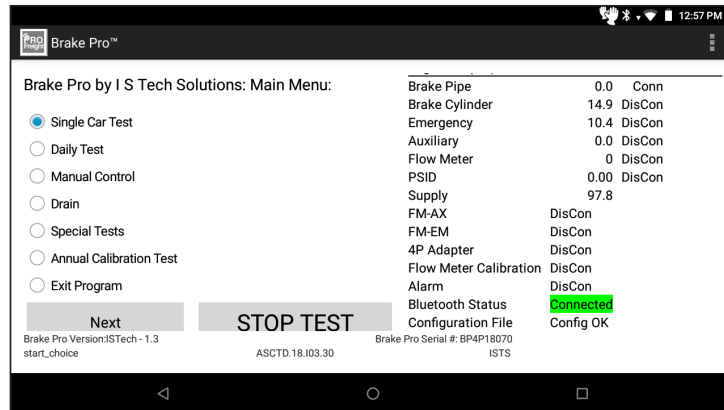 12:57 PM
PRO
Freight
Brake Pro™
Brake Pro by I S Tech Solutions: Main Menu:
Single Car Test
Daily Test
Manual Control
Drain
Special Tests
Annual Calibration Test
Exit Program
Next
STOP TEST
Brake Pipe 0.0 Conn
Brake Cylinder 14.9 DisCon
Emergency 10.4 DisCon
Auxiliary 0.0 DisCon
Flow Meter 0 DisCon
PSID 0.00 DisCon
Supply 97.8
FM-AX DisCon
FM-EM DisCon
4P Adapter DisCon
Flow Meter Calibration DisCon
Alarm DisCon
Bluetooth Status Connected
Configuration File Config OK
Brake Pro Version:ISTech - 1.3
Brake Pro Serial #: BP4P18070
start_choice
ASCTD.18.I03.30
ISTS